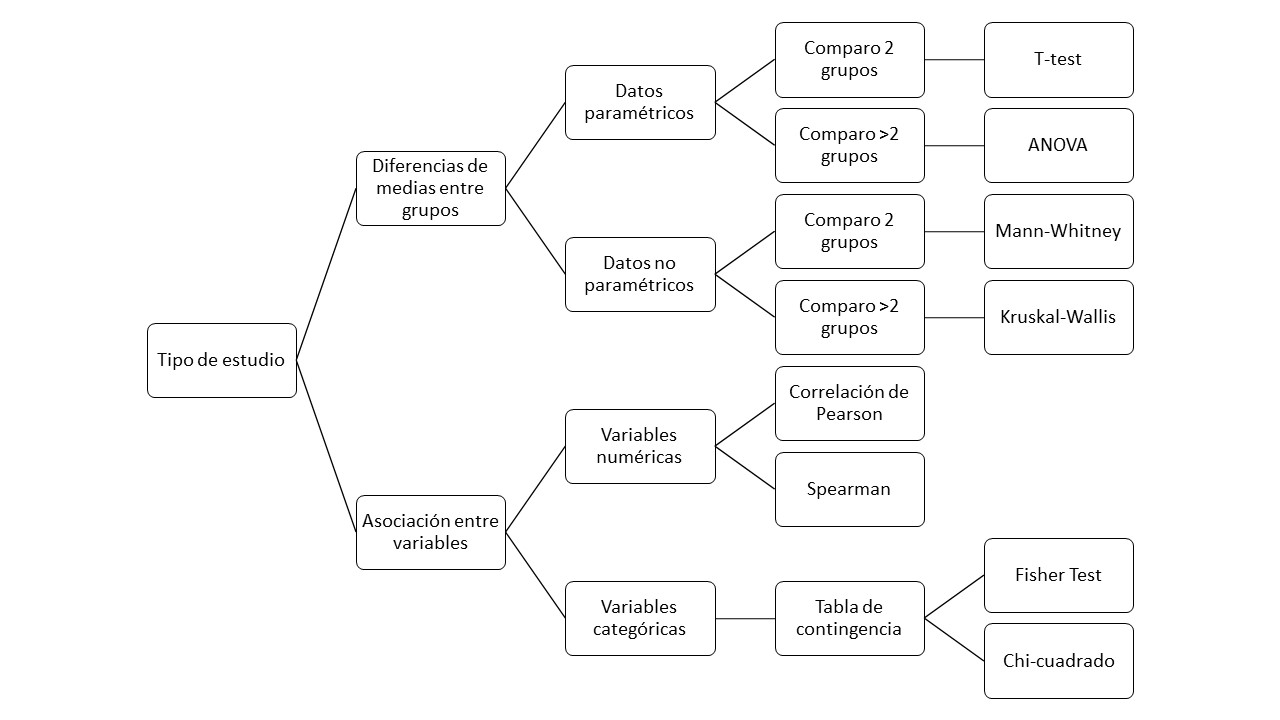 Tipo de estudio
Diferencias de
medias entre
grupos
Datos
paramétricos
Comparo 2
grupos
T-test
Comparo >2
grupos
ANOVA
Datos no
paramétricos
Comparo 2
grupos
Mann-Whitney
Comparo >2
grupos
Kruskal-Wallis
Asociación entre
variables
Variables
numéricas
Correlación de
Pearson
Spearman
Variables
categóricas
Tabla de
contingencia
Fisher Test
Chi-cuadrado